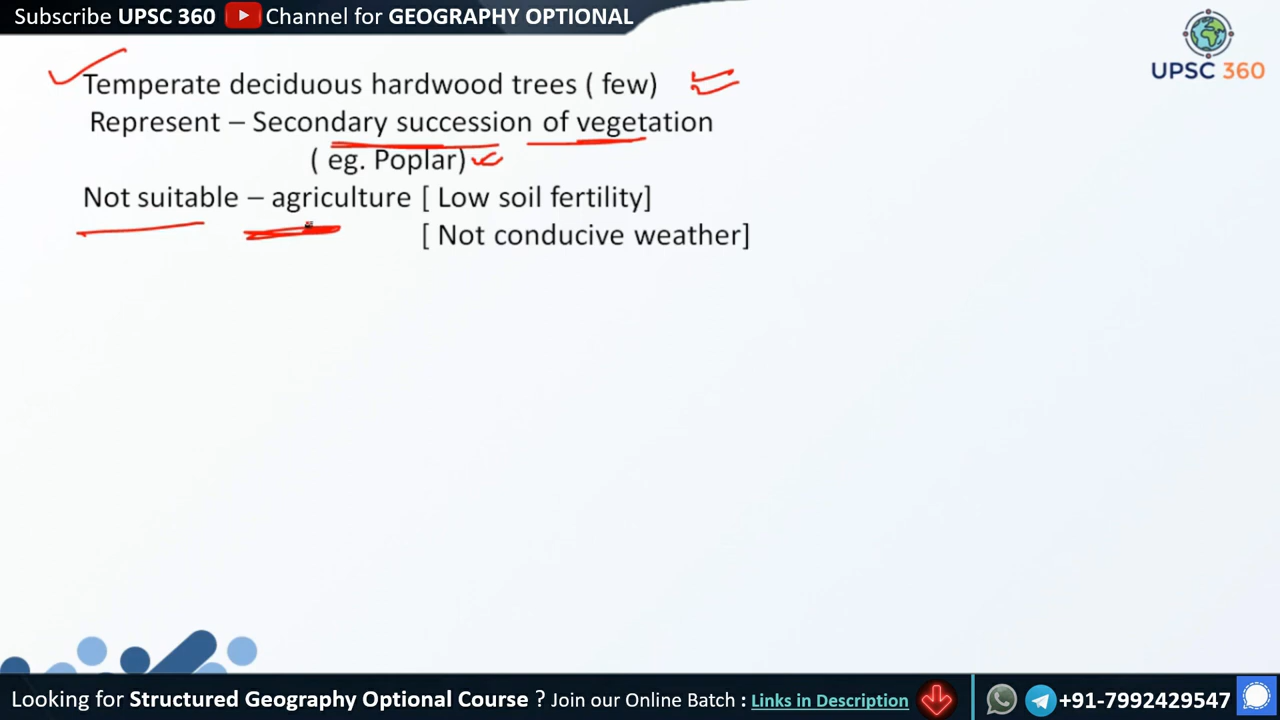 Subscribe UPSC 360 Channel for GEOGRAPHY OPTIONAL
UPSC 360
Temperate deciduous hardwood trees ( few)
Represent – Secondary succession of vegetation
( eg. Poplar)
Not suitable – agriculture [ Low soil fertility]
[ Not conducive weather]
Looking for Structured Geography Optional Course ? Join our Online Batch : Links in Description
+91-7992429547